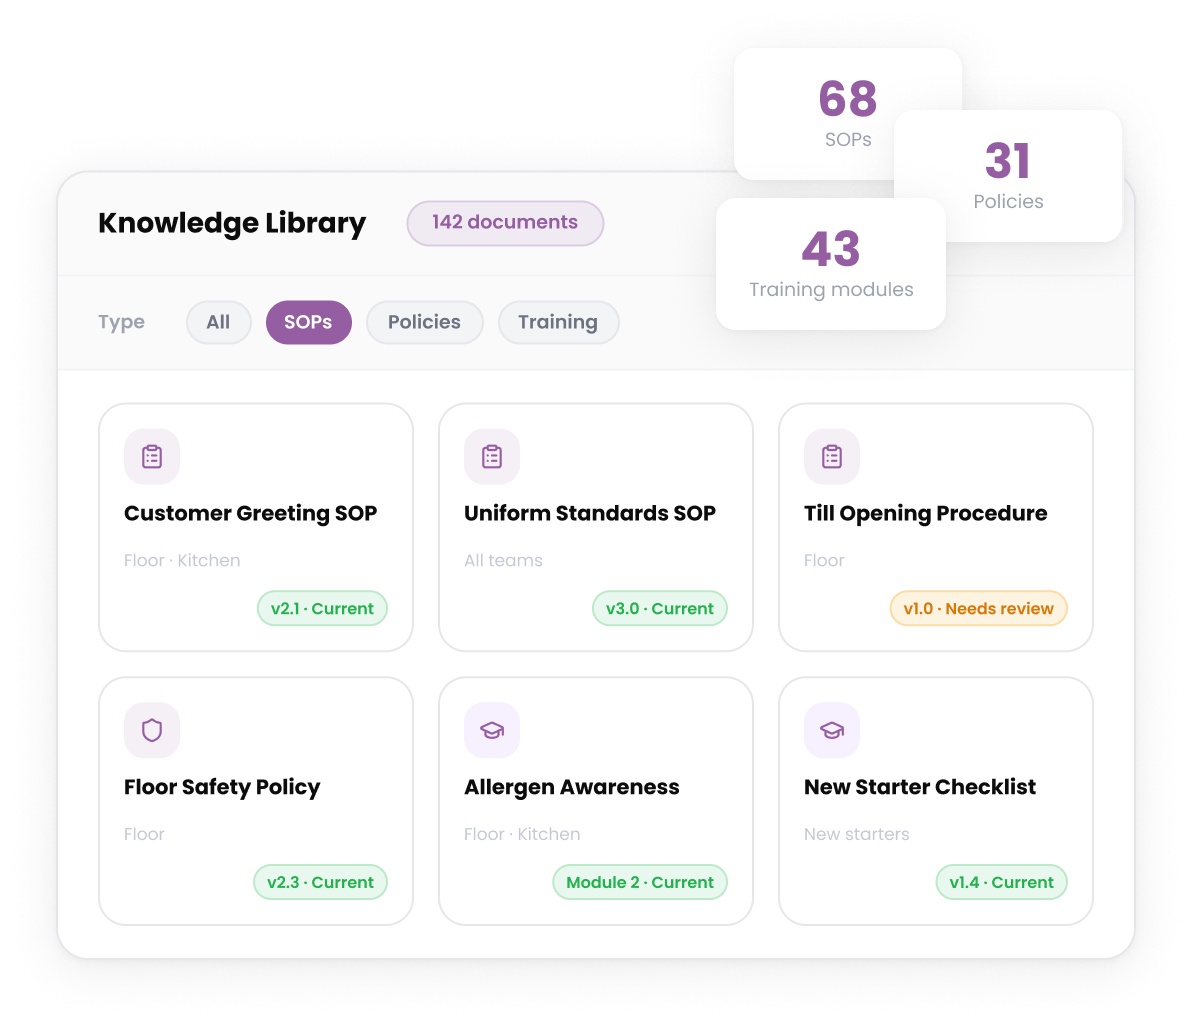 68
SOPs
31
Policies
43
Training modules
Knowledge Library
142 documents
Type
All
SOPs
Policies
Training
Customer Greeting SOP
Floor · Kitchen
v2.1 · Current
Uniform Standards SOP
All teams
v3.0 · Current
Till Opening Procedure
Floor
v1.0 · Needs review
Floor Safety Policy
Floor
v2.3 · Current
Allergen Awareness
Floor · Kitchen
Module 2 · Current
New Starter Checklist
New starters
v1.4 · Current